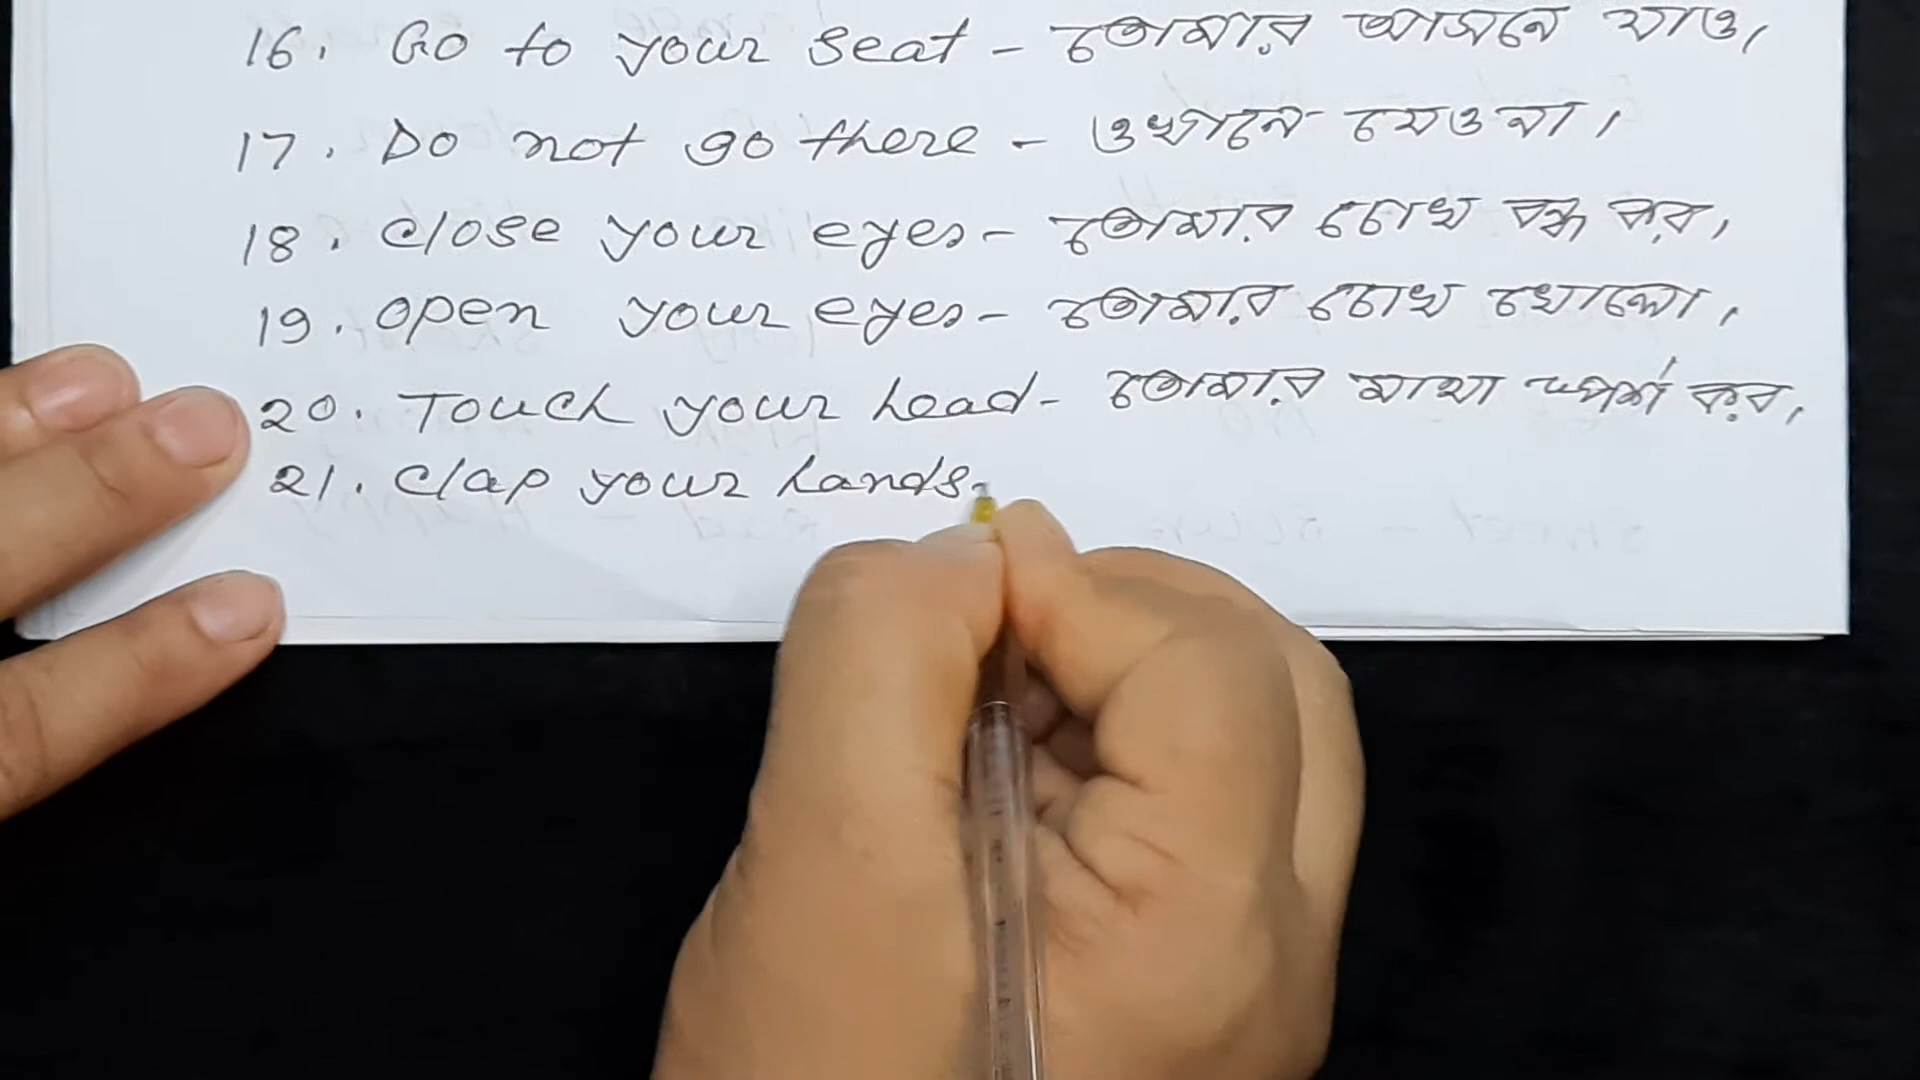 16. Go to your seat - তোমার আসনে যাও।
17. Do not go there - ওখানে যেও না।
18. close your eyes - তোমার চোখ বন্ধ কর।
19. open your eyes - তোমার চোখ খোলো।
20. Touch your head - তোমার মাথা স্পর্শ কর।
21. clap your hands-